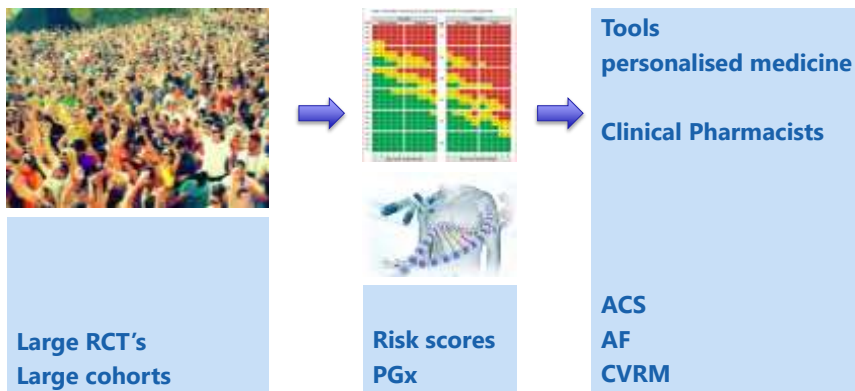 Large RCT's
Large cohorts
Risk scores
PGx
Tools
personalised medicine
Clinical Pharmacists
ACS
AF
CVRM